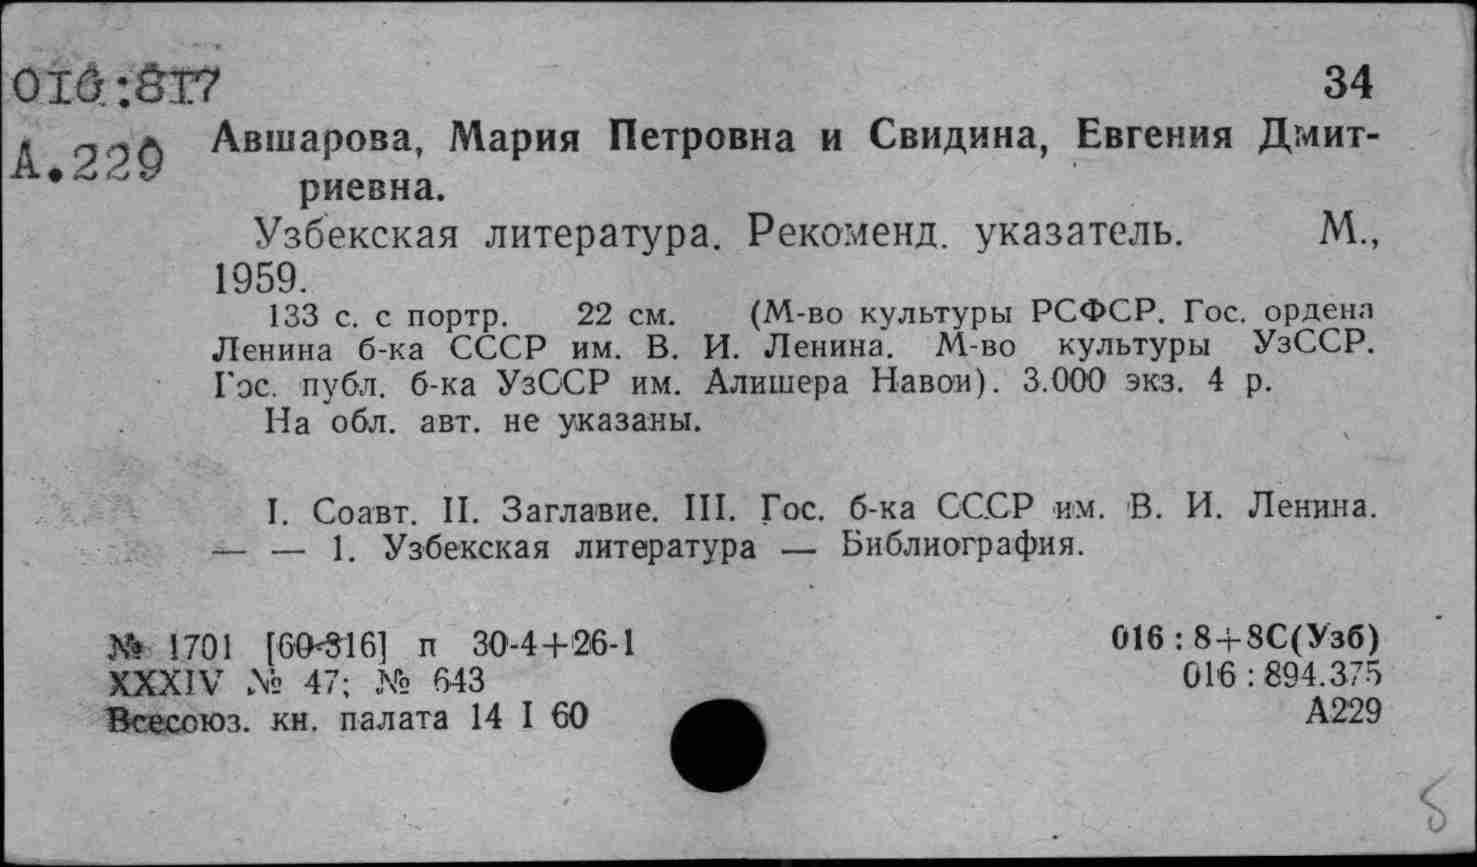 016:8I7 34
А.229 Авшарова, Мария Петровна и Свидина, Евгения Дмит-
риевна.
Узбекская литература. Рекоменд. указатель. М.,
1959.
133 с. с портр. 22 см. (М-во культуры РСФСР. Гос. ордена
Ленина б-ка СССР им. В. И. Ленина. М-во культуры УзССР.
Гос. публ. б-ка УзССР им. Алишера Навои). 3.000 экз. 4 р.
На обл. авт. не указаны.
I. Соавт. II. Заглавие. III. Гос. б-ка СССР им. В. И. Ленина.
— — 1. Узбекская литература — Библиография.
№ 1701 [60-316] п 30-4+26-1 016 : 8+8С(Узб)
XXXIV № 47; № 643 016 : 894.375
Всесоюз. кн. палата 14 I 60 А229